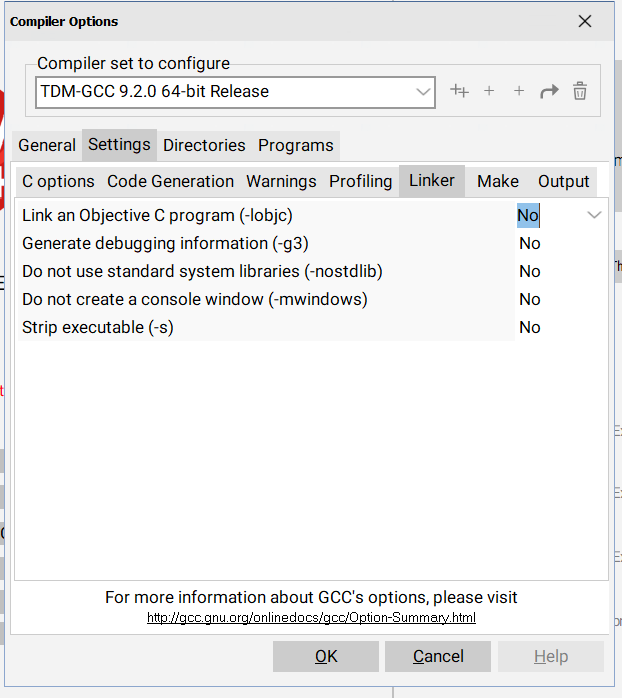 Compiler Options
Compiler set to configure
TDM-GCC 9.2.0 64-bit Release
General Settings Directories Programs
C options Code Generation Warnings Profiling Linker Make Output
Link an Objective C program (-lobjc) No
Generate debugging information (-g3) No
Do not use standard system libraries (-nostdlib) No
Do not create a console window (-mwindows) No
Strip executable (-s) No
For more information about GCC's options, please visit
http://gcc.gnu.org/onlinedocs/gcc/Option-Summary.html
OK Cancel Help